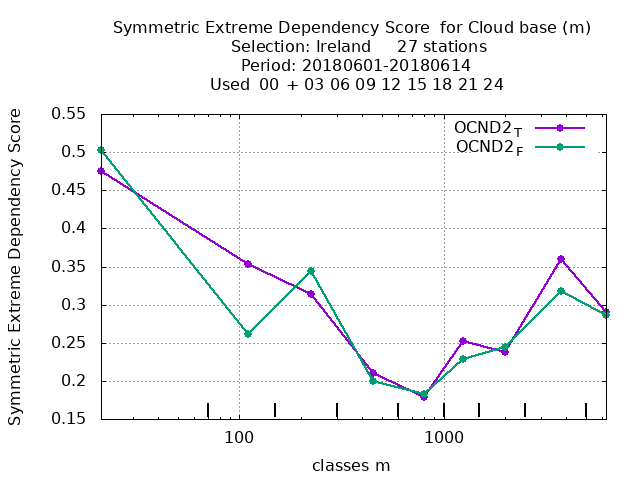 Symmetric Extreme Dependency Score  for Cloud base (m)
Selection: Ireland     27 stations
Period: 20180601-20180614
Used  00 + 03 06 09 12 15 18 21 24
Symmetric Extreme Dependency Score
0.55
0.5
0.45
0.4
0.35
0.3
0.25
0.2
0.15
OCND2T
OCND2F
100
1000
classes m